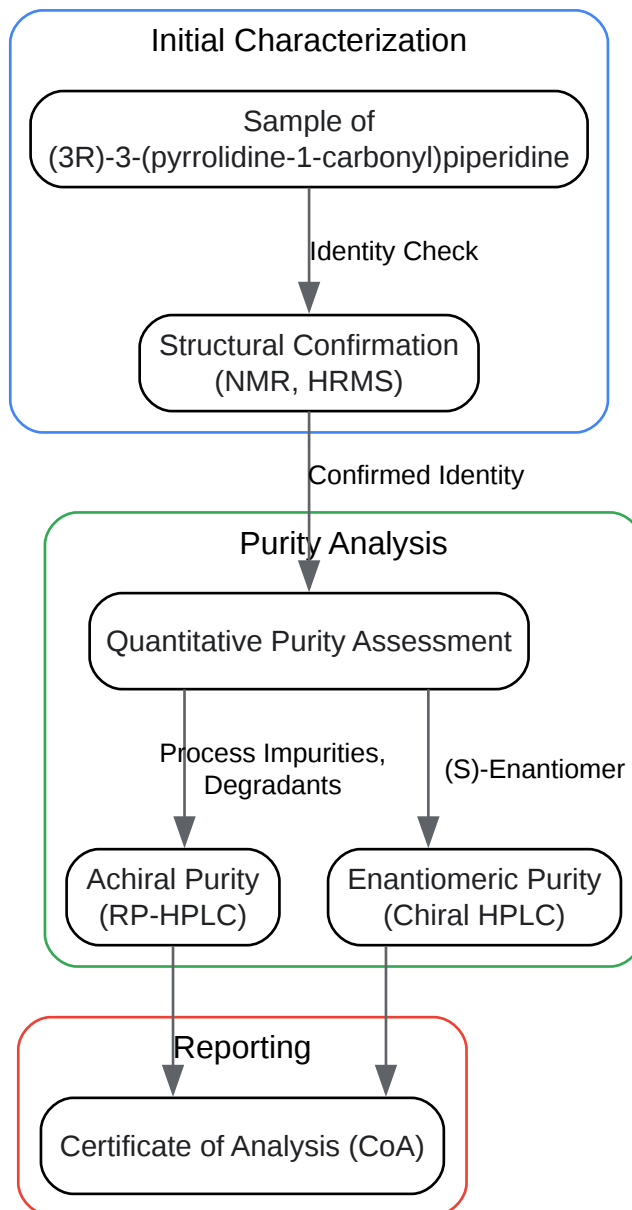 Initial Characterization
Sample of
(3R)-3-(pyrrolidine-1-carbonyl)piperidine
Identity Check
Structural Confirmation
(NMR, HRMS)
Confirmed Identity
Purity Analysis
Quantitative Purity Assessment
Process Impurities,
Degradants
(S)-Enantiomer
Achiral Purity
(RP-HPLC)
Enantiomeric Purity
(Chiral HPLC)
Reporting
Certificate of Analysis (CoA)